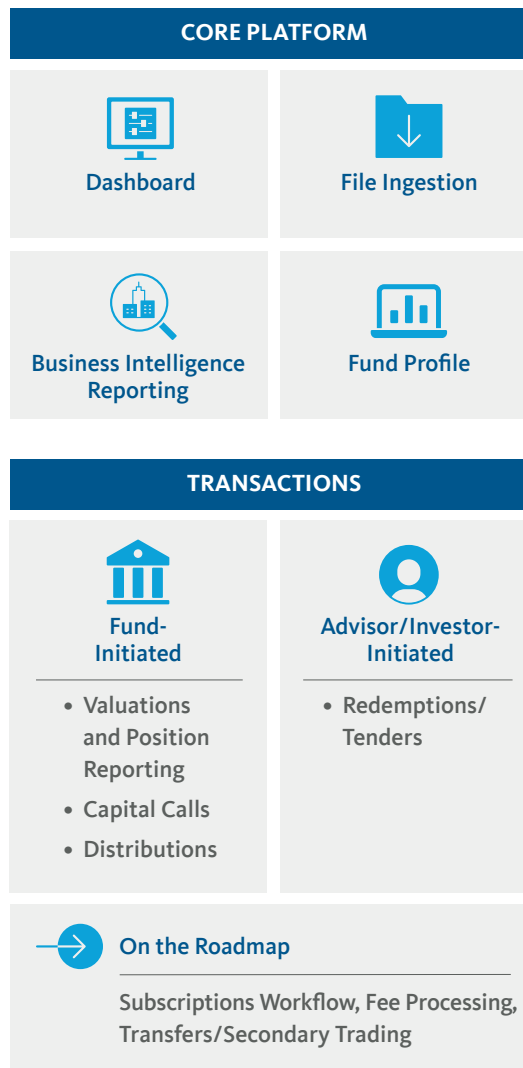 CORE PLATFORM
Dashboard
File Ingestion
Business Intelligence
Reporting
Fund Profile
TRANSACTIONS
Fund-
Initiated
• Valuations
and Position
Reporting
• Capital Calls
• Distributions
Advisor/Investor-
Initiated
• Redemptions/
Tenders
On the Roadmap
Subscriptions Workflow, Fee Processing,
Transfers/Secondary Trading